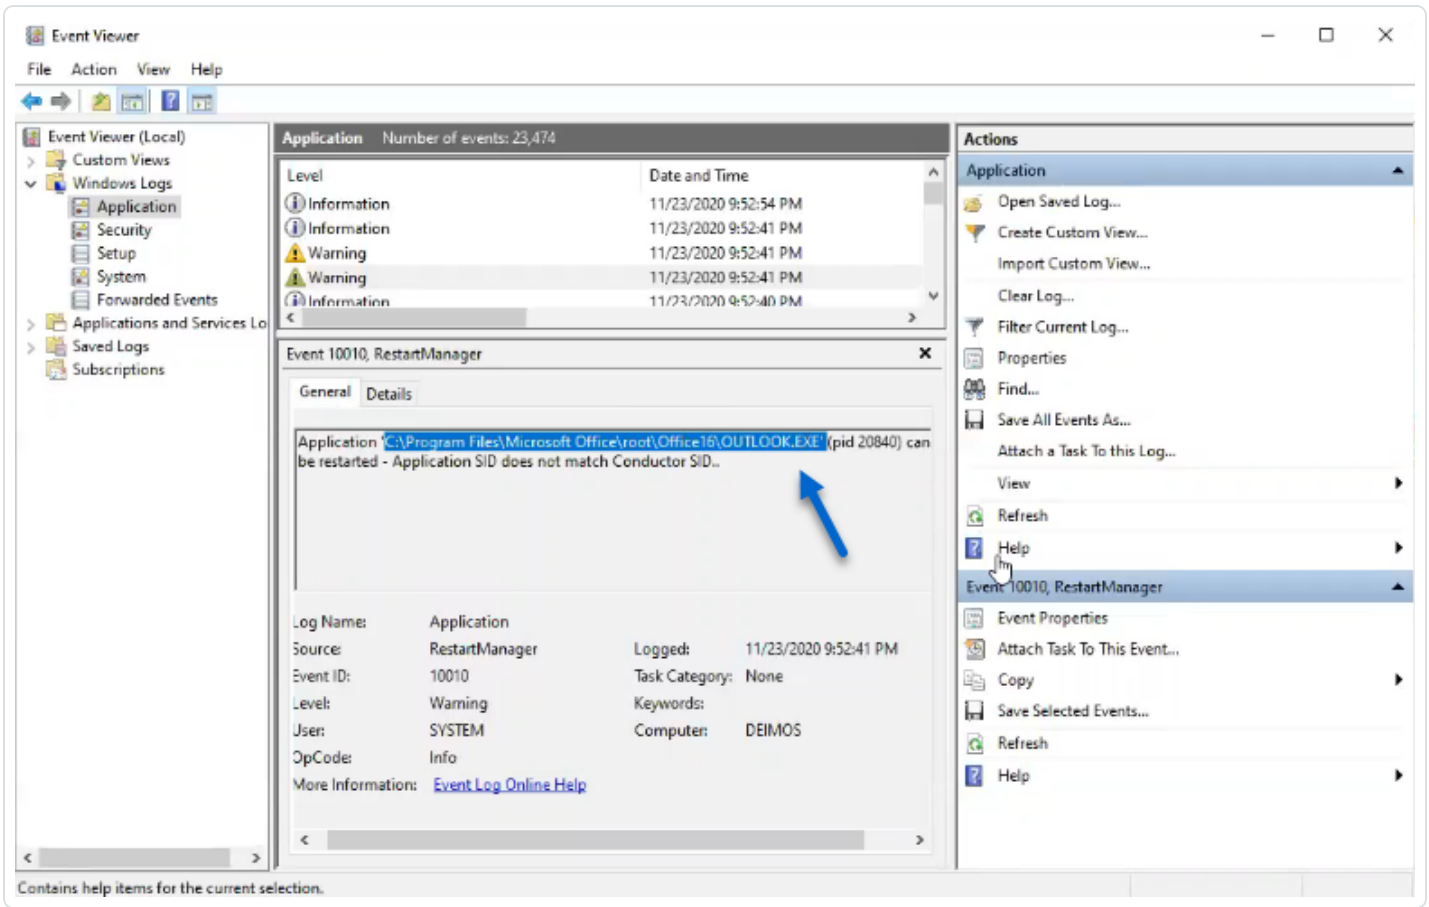 Event Viewer
File Action View Help
Event Viewer (Local)
Custom Views
Windows Logs
Application
Security
Setup
System
Forwarded Events
Applications and Services Lo
Saved Logs
Subscriptions
Application Number of events: 23,474
Level Date and Time
Information 11/23/2020 9:52:54 PM
Information 11/23/2020 9:52:41 PM
Warning 11/23/2020 9:52:41 PM
Warning 11/23/2020 9:52:41 PM
Information 11/23/2020 9:52:40 PM
Event 10010, RestartManager
General Details
Application 'C:\Program Files\Microsoft Office\root\Office16\OUTLOOK.EXE' (pid 20840) can
be restarted - Application SID does not match Conductor SID..
Log Name: Application
Source: RestartManager Logged: 11/23/2020 9:52:41 PM
Event ID: 10010 Task Category: None
Level: Warning Keywords:
User: SYSTEM Computer: DEIMOS
OpCode: Info
More Information: Event Log Online Help
Actions
Application
Open Saved Log...
Create Custom View...
Import Custom View...
Clear Log...
Filter Current Log...
Properties
Find...
Save All Events As...
Attach a Task To this Log...
View
Refresh
Help
Event 10010, RestartManager
Event Properties
Attach Task To This Event...
Copy
Save Selected Events...
Refresh
Help
Contains help items for the current selection.